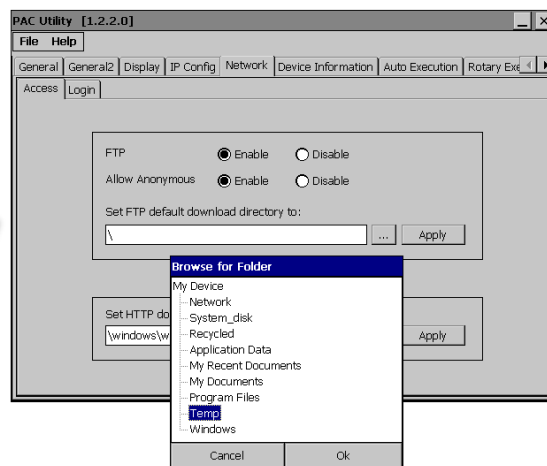 PAC Utility [1.2.2.0]
File Help
General General2 Display IP Config Network Device Information Auto Execution Rotary Exe
Access Login
FTP Enable Disable
Allow Anonymous Enable Disable
Set FTP default download directory to:
\ ... Apply
Browse for Folder
My Device
Network
System_disk
Recycled
Application Data
My Recent Documents
My Documents
Program Files
Temp
Windows
Cancel Ok
Set HTTP do
\windows\w Apply